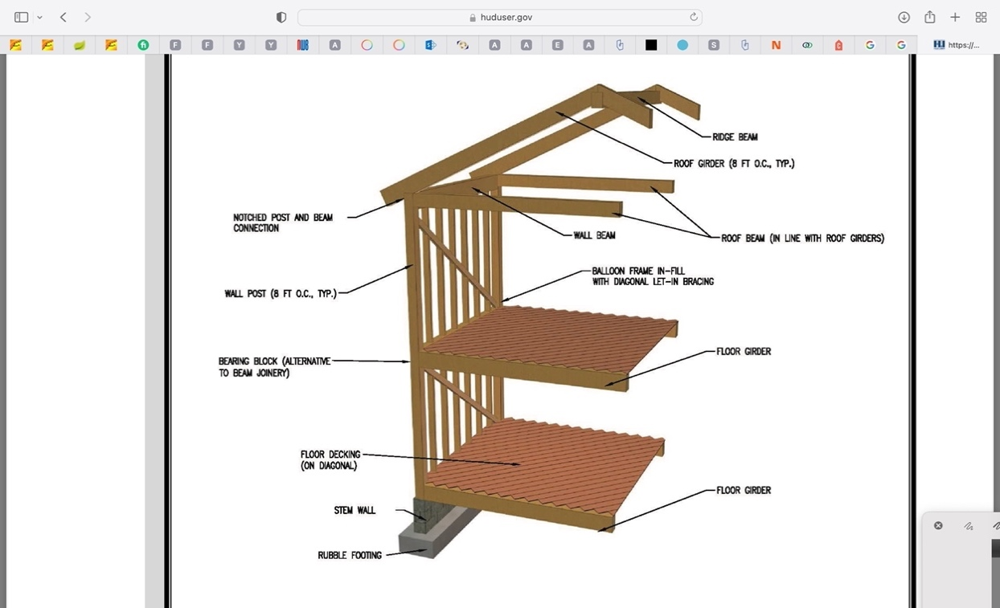 huduser.gov
F
F
Y
Y
NWB
A
A
A
E
A
S
N
C
G
G
https://...
RIDGE BEAM
ROOF GIRDER (8 FT O.C., TYP.)
NOTCHED POST AND BEAM
CONNECTION
WALL BEAM
ROOF BEAM (IN LINE WITH ROOF GIRDERS)
BALLOON FRAME IN-FILL
WITH DIAGONAL LET-IN BRACING
WALL POST (8 FT O.C., TYP.)
FLOOR GIRDER
BEARING BLOCK (ALTERNATIVE
TO BEAM JOINERY)
FLOOR DECKING
(ON DIAGONAL)
FLOOR GIRDER
STEM WALL
RUBBLE FOOTING